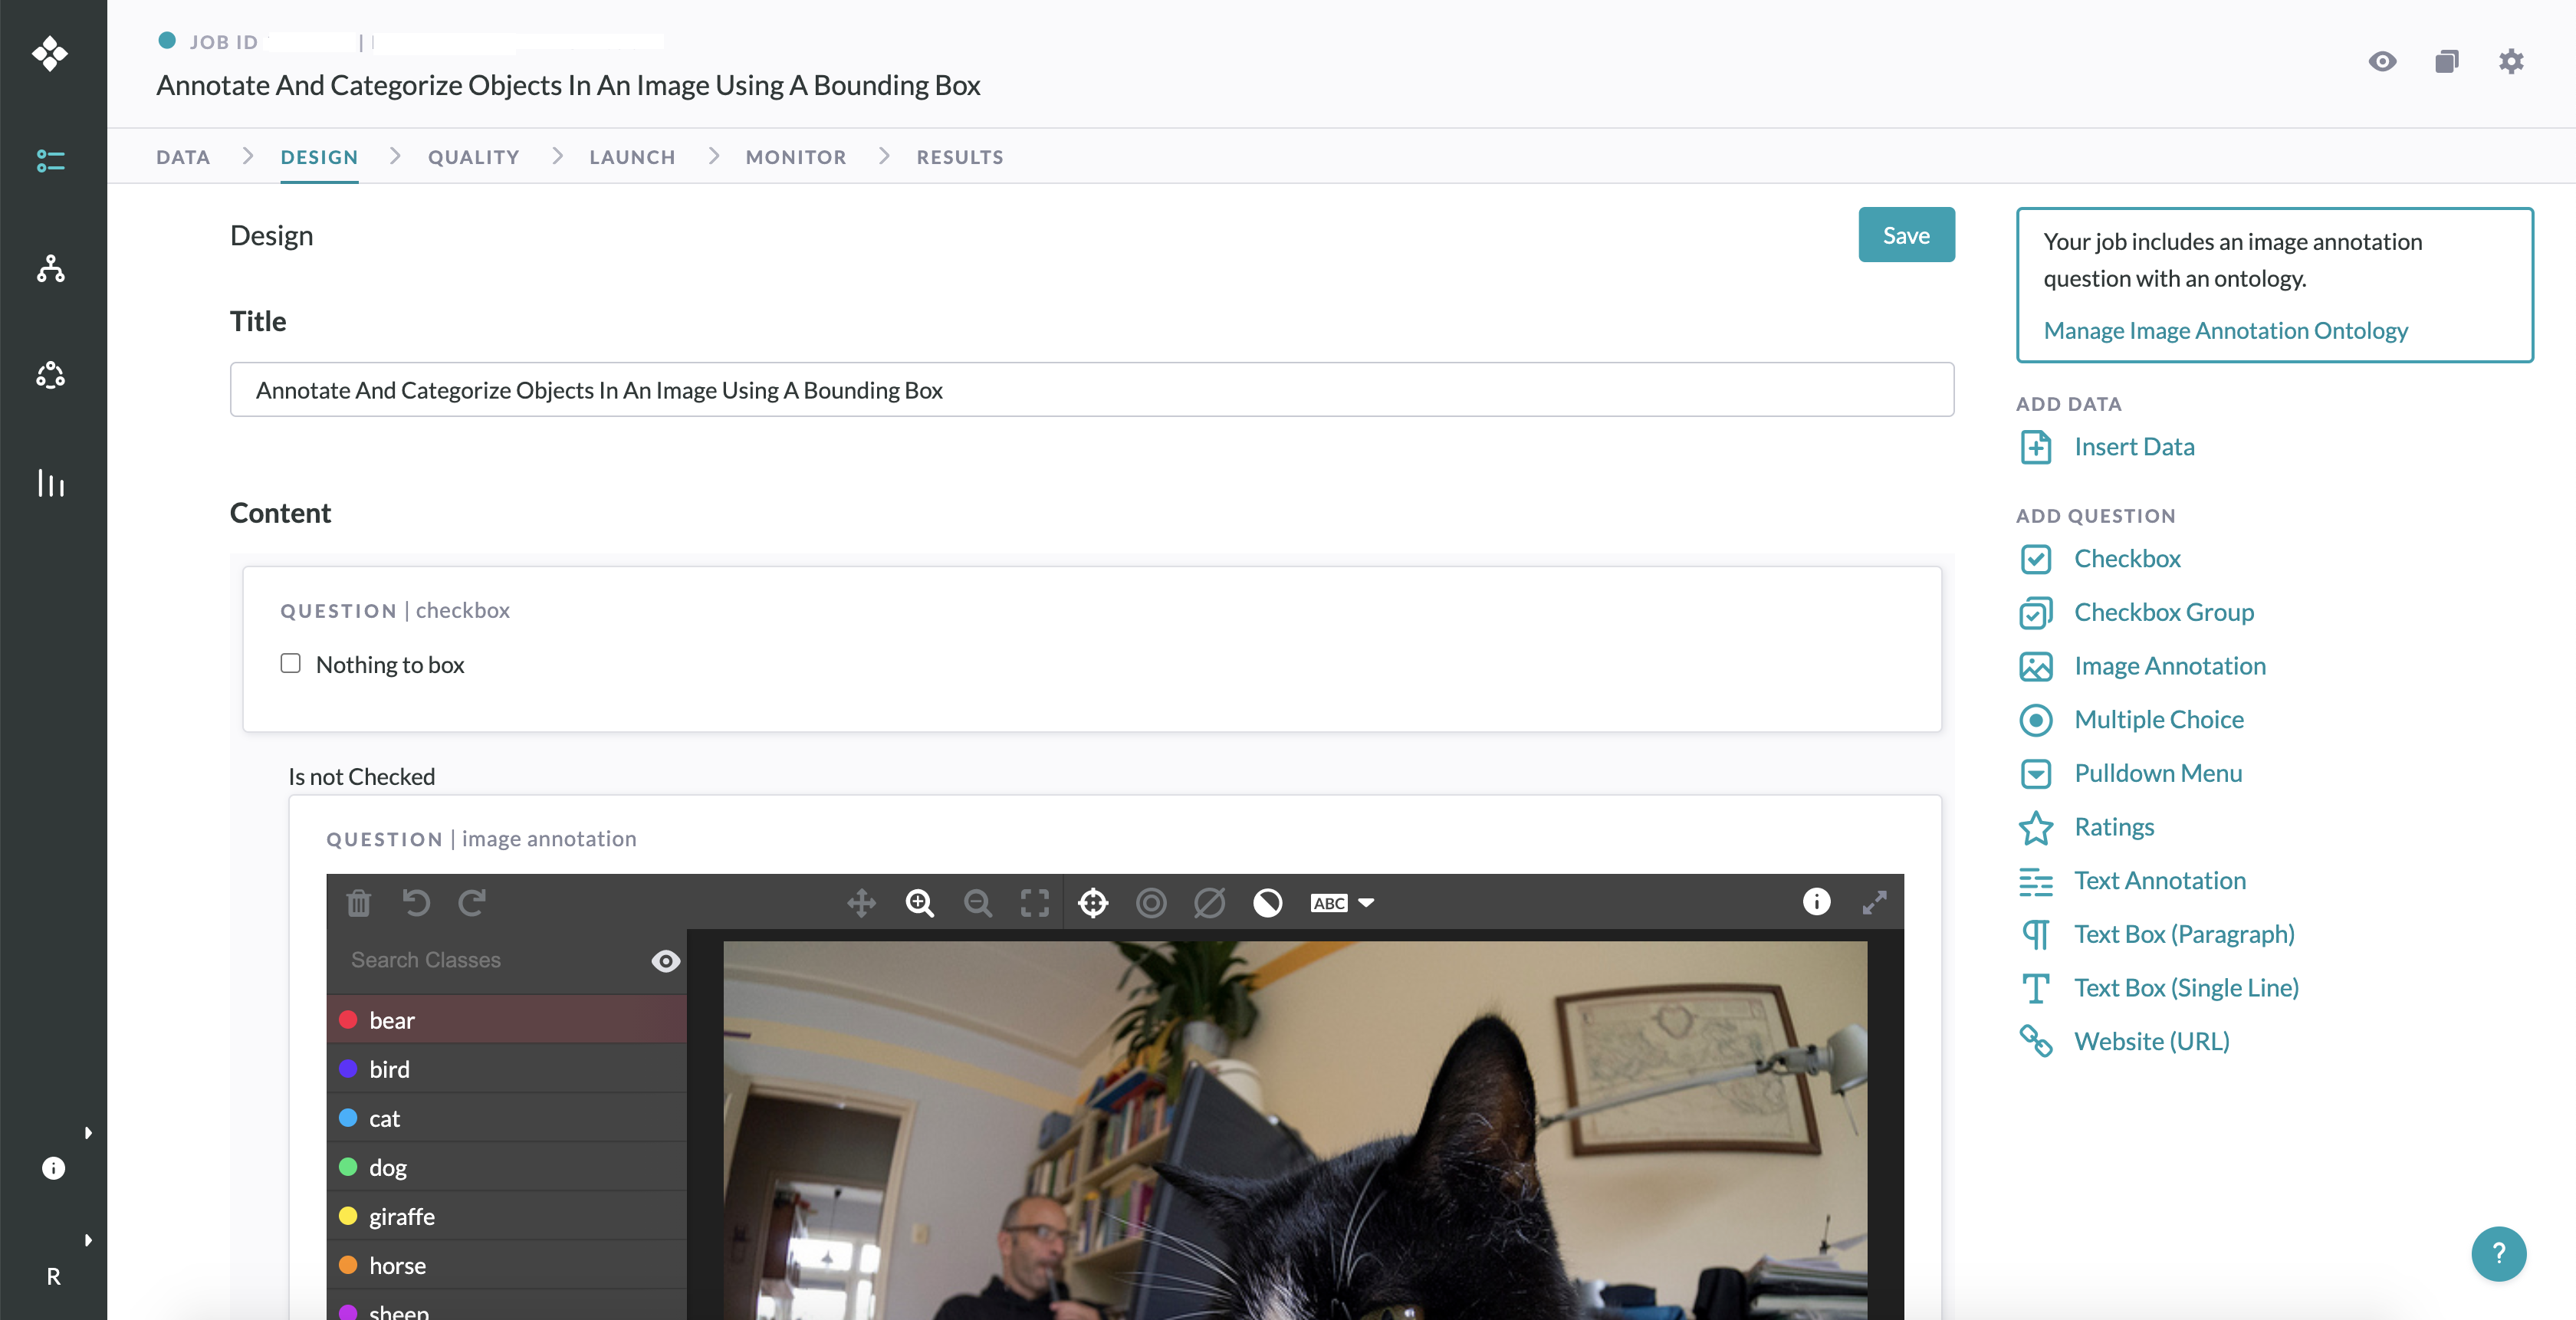 JOB ID |
Annotate And Categorize Objects In An Image Using A Bounding Box
DATA
DESIGN
QUALITY
LAUNCH
MONITOR
RESULTS
Design
Save
Title
Annotate And Categorize Objects In An Image Using A Bounding Box
Content
QUESTION | checkbox
Nothing to box
Is not Checked
QUESTION | image annotation
ABC
Search Classes
bear
bird
cat
dog
giraffe
horse
sheep
Your job includes an image annotation
question with an ontology.
Manage Image Annotation Ontology
ADD DATA
Insert Data
ADD QUESTION
Checkbox
Checkbox Group
Image Annotation
Multiple Choice
Pulldown Menu
Ratings
Text Annotation
Text Box (Paragraph)
Text Box (Single Line)
Website (URL)
R
?